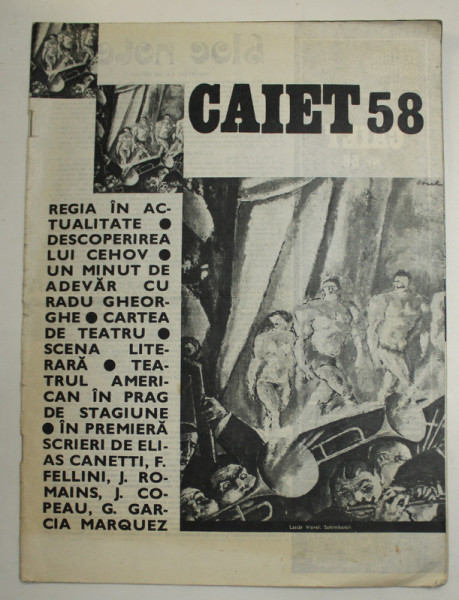 CAIET 58
REGIA ÎN AC-
TUALITATE ●
DESCOPERIREA
LUI CEHOV ●
UN MINUT DE
ADEVĂR CU
RADU GHEOR-
GHE ● CARTEA
DE TEATRU ●
SCENA LITE-
RARĂ ● TEA-
TRUL AMERI-
CAN ÎN PRAG
DE STAGIUNE
● ÎN PREMIERĂ
SCRIERI DE ELI-
AS CANETTI, F.
FELLINI, J. RO-
MAINS, J. CO-
PEAU, G. GAR-
CIA MARQUEZ